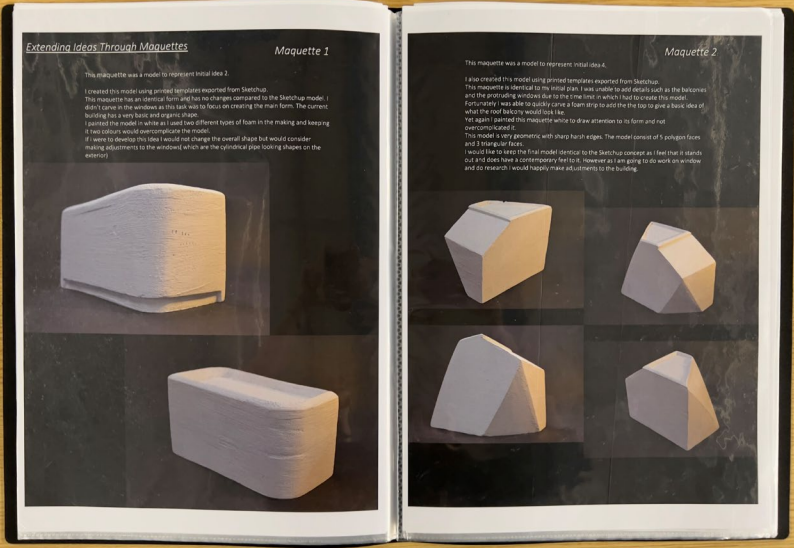 Extending Ideas Through Maquettes
Maquette 1
This maquette was a model to represent Initial idea 2.
I created this model using printed templates exported from Sketchup.
This maquette has an identical form and has no changes compared to the Sketchup model. I
didn't carve in the windows as this task was to focus on creating the main form. The current
building has a very basic and organic shape.
I painted the model in white as I used two different types of foam in the making and keeping
it two colours would overcomplicate the model.
If I were to develop this idea I would not change the overall shape but would consider
making adjustments to the windows( which are the cylindrical pipe looking shapes on the
exterior)
Maquette 2
This maquette was a model to represent initial idea 4.
I also created this model using printed templates exported from Sketchup.
This maquette is identical to my initial plan. I was unable to add details such as the balconies
and the protruding windows due to the time limit in which I had to create this model.
Fortunately I was able to quickly carve a foam strip to add the the top to give a basic idea of
what the roof balcony would look like.
Yet again I painted this maquette white to draw attention to its form and not
overcomplicated it.
This model is very geometric with sharp harsh edges. The model consist of 5 polygon faces
and 3 triangular faces.
I would like to keep the final model identical to the Sketchup concept as I feel that it stands
out and does have a contemporary feel to it. However as I am going to do work on window
and do research I would happily make adjustments to the building.